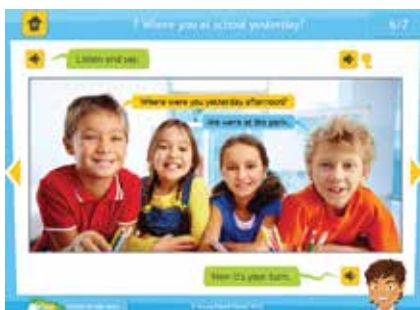 7 Where you at school yesterday?
6/7
Listen and say.
Where were you yesterday afternoon?
We were at the park.
Now it's your turn.